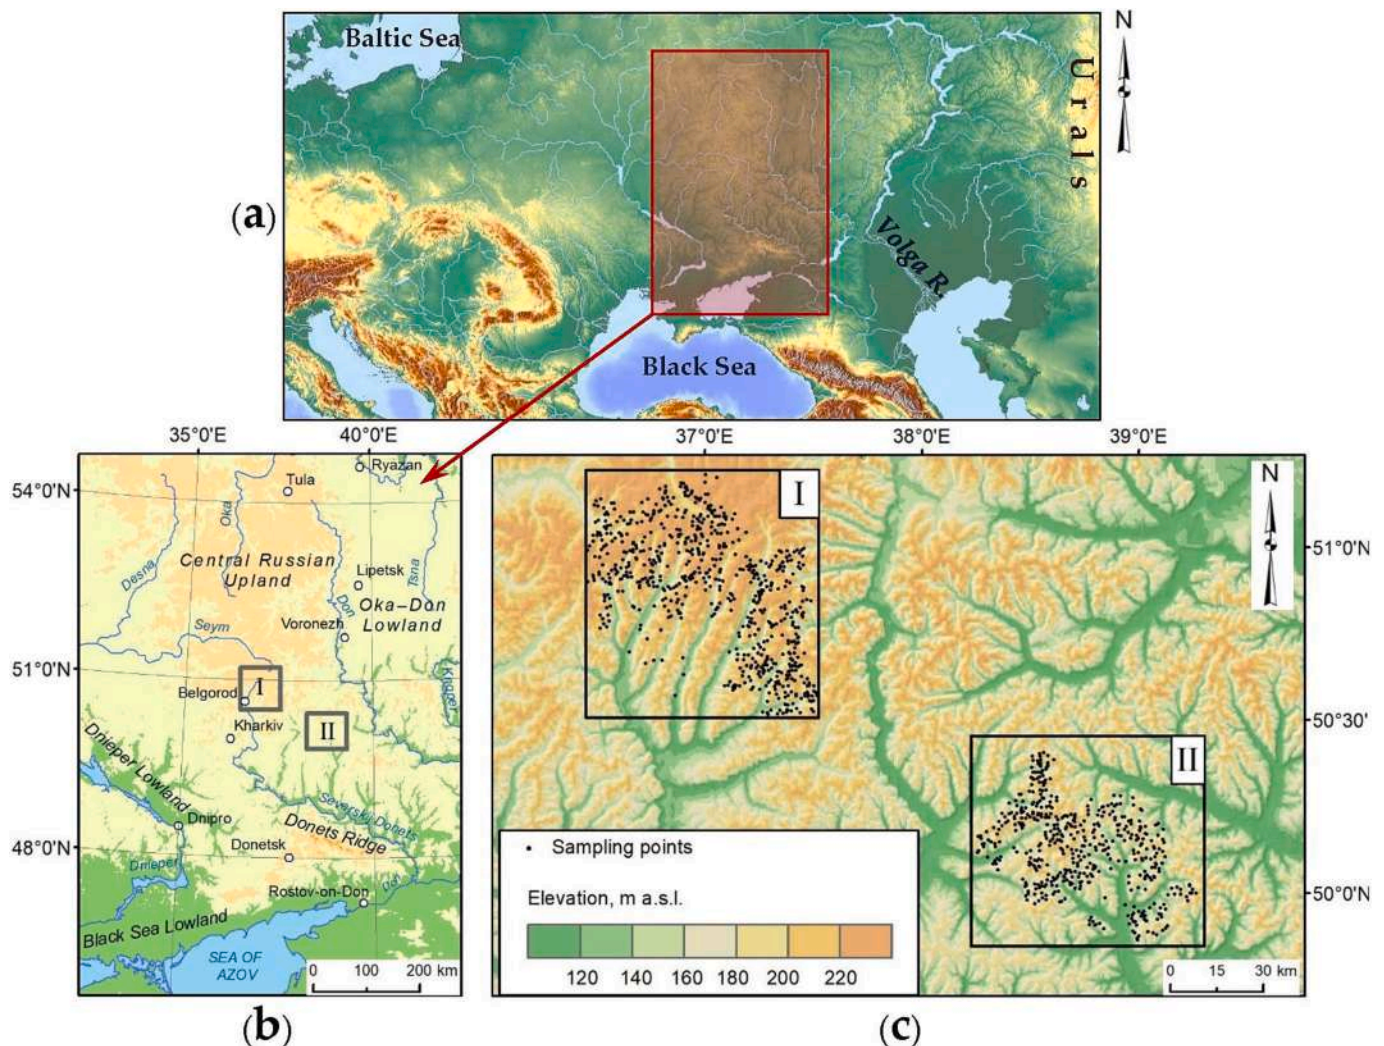 Baltic Sea
N
Urals
(a)
Volga R.
Black Sea
35°0'E
40°0'E
37°0'E
38°0'E
39°0'E
54°0'N
51°0'N
48°0'N
Ryazan
Tula
Oka
Desna
Central Russian
Upland
Lipetsk
Tsna
Don
Oka–Don
Lowland
Voronezh
Seym
Khoper
I
Belgorod
II
Kharkiv
Dnieper Lowland
Dnipro
Severski Donets
Donets Ridge
Donetsk
Dnieper
Rostov-on-Don
Don
Black Sea Lowland
SEA OF
AZOV
0 100 200 km
(b)
I
N
51°0'N
50°30'N
50°0'N
II
Sampling points
Elevation, m a.s.l.
120 140 160 180 200 220
0 15 30 km
(c)